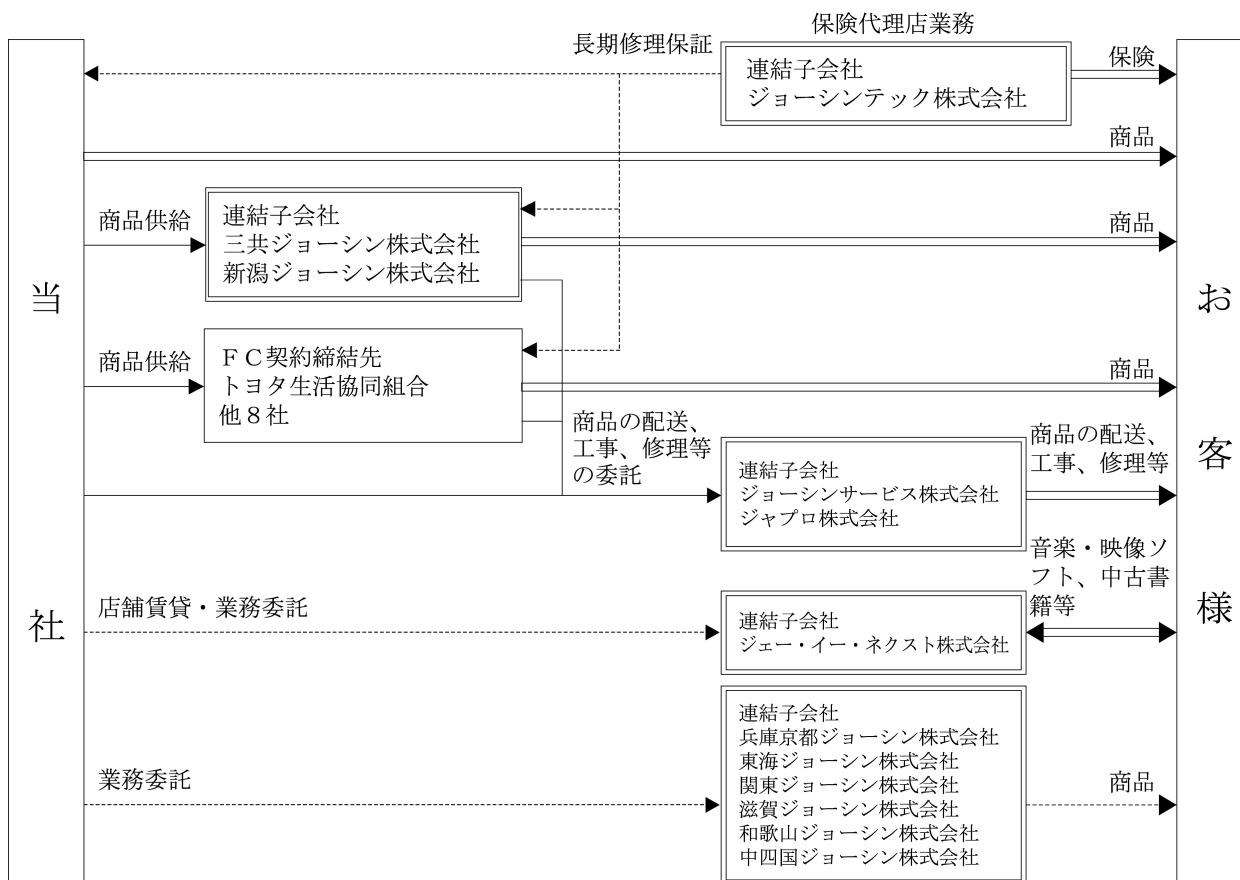 保険代理店業務
長期修理保証
連結子会社
ジョーシンテック株式会社
保険
商品
商品供給
連結子会社
三共ジョーシン株式会社
新潟ジョーシン株式会社
商品
当社
お客様
商品供給
ＦＣ契約締結先
トヨタ生活協同組合
他８社
商品
商品の配送、
工事、修理等
の委託
連結子会社
ジョーシンサービス株式会社
ジャプロ株式会社
商品の配送、
工事、修理等
店舗賃貸・業務委託
連結子会社
ジェー・イー・ネクスト株式会社
音楽・映像ソ
フト、中古書
籍等
業務委託
連結子会社
兵庫京都ジョーシン株式会社
東海ジョーシン株式会社
関東ジョーシン株式会社
滋賀ジョーシン株式会社
和歌山ジョーシン株式会社
中四国ジョーシン株式会社
商品